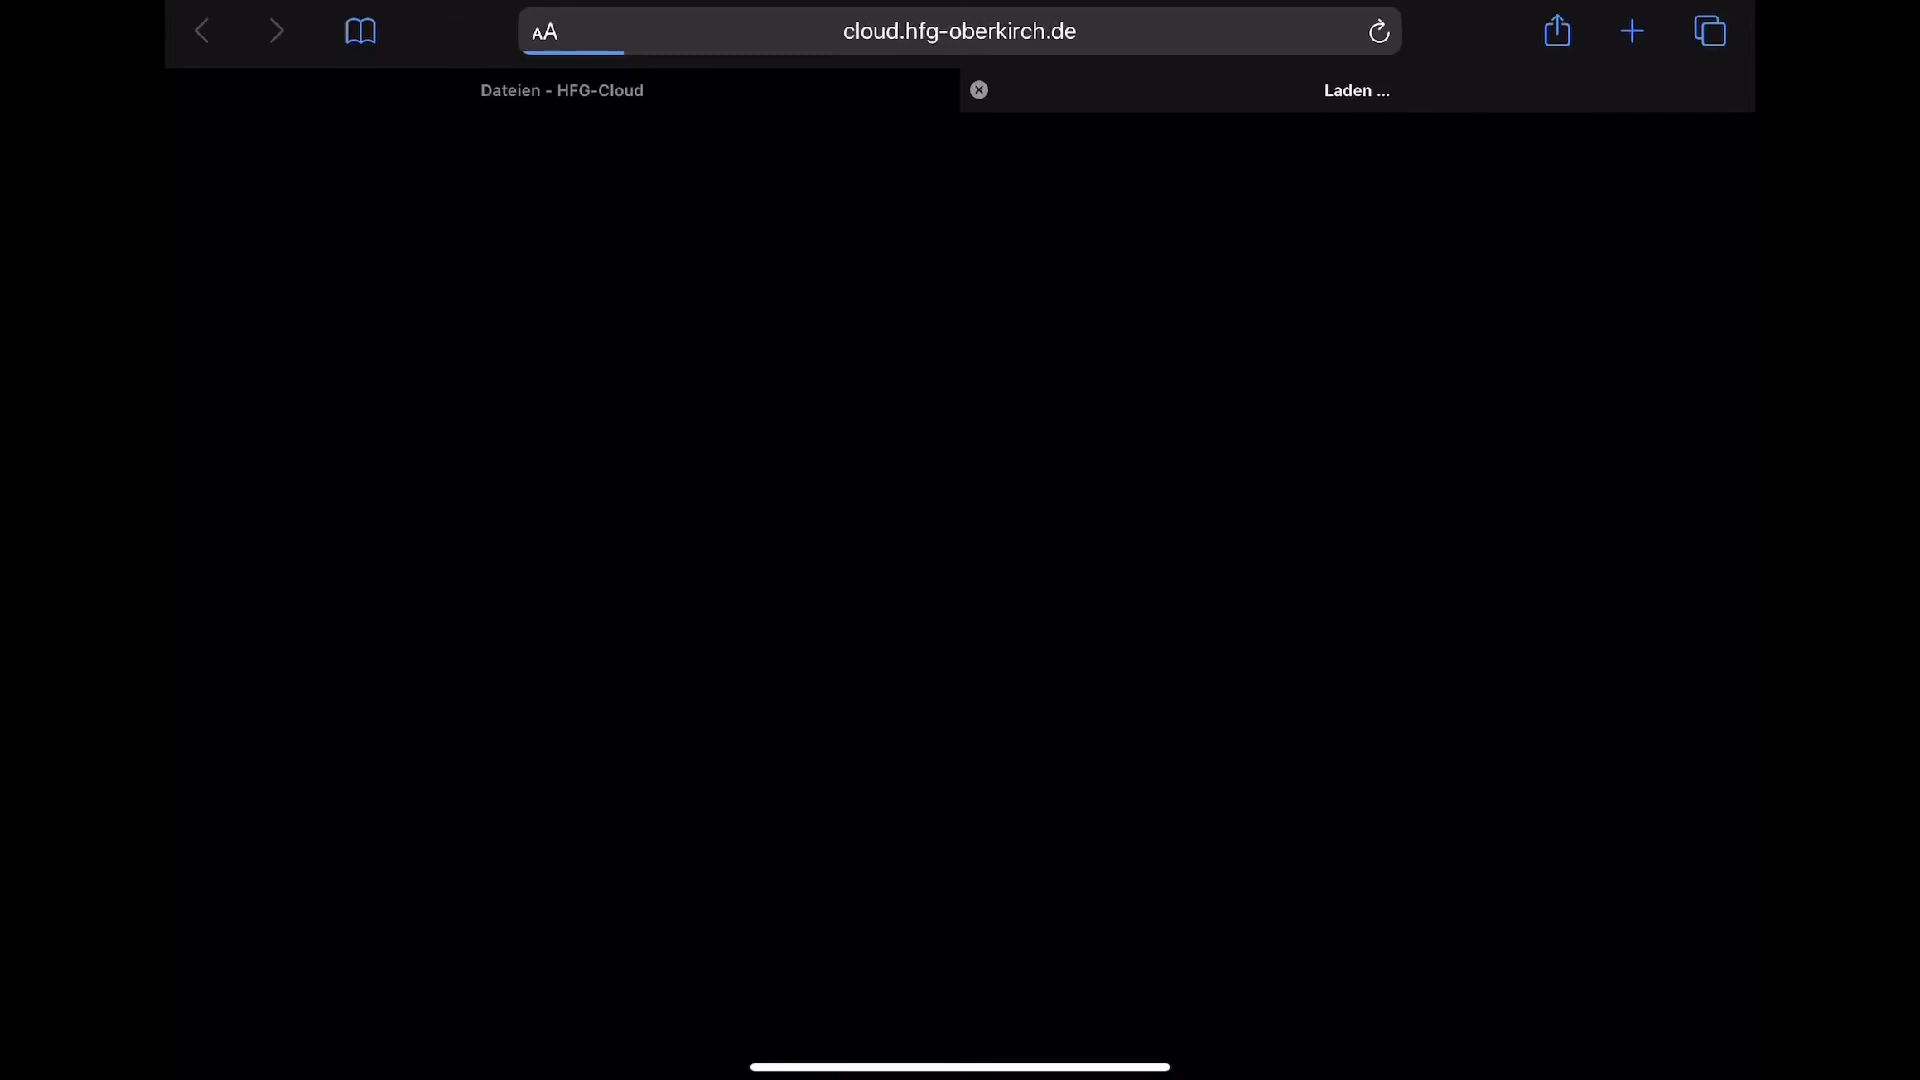 AA
cloud.hfg-oberkirch.de
Dateien - HFG-Cloud
Laden ...